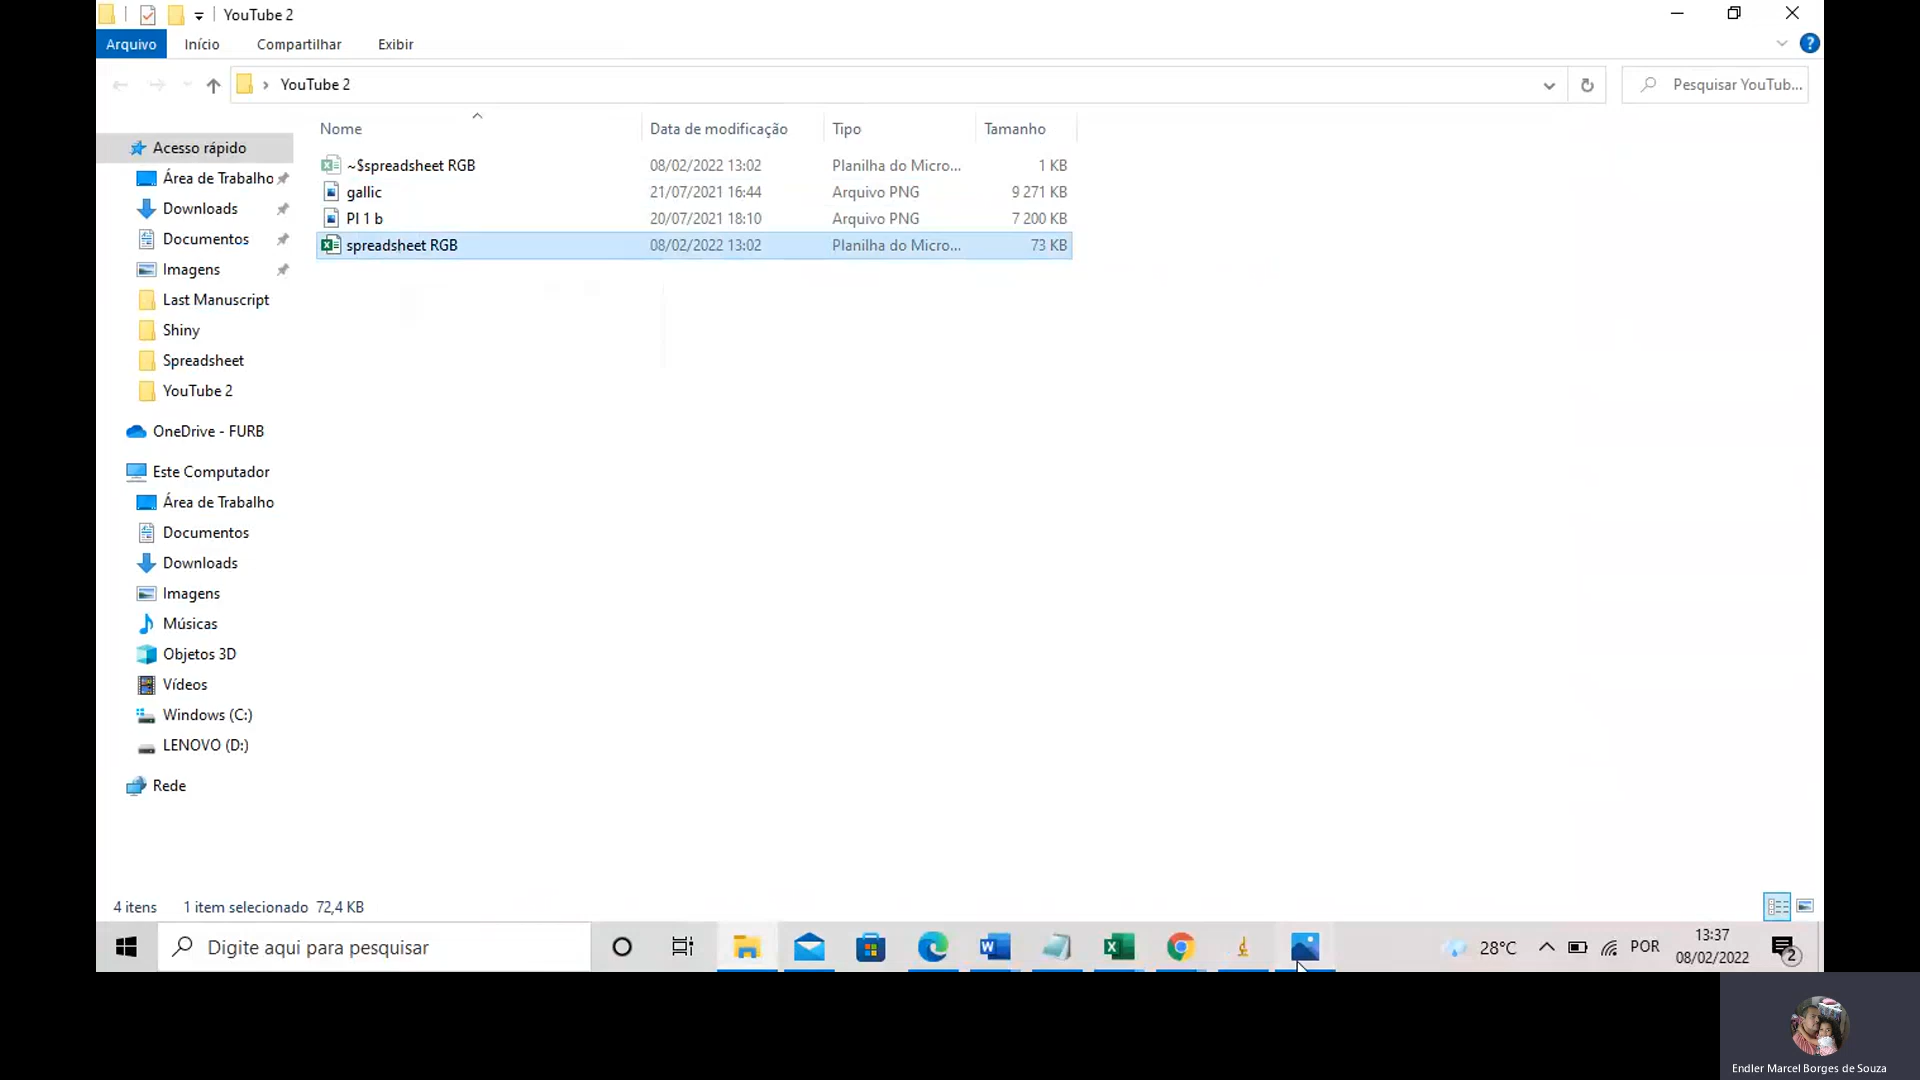 YouTube 2
Arquivo Início Compartilhar Exibir
YouTube 2 Pesquisar YouTub...
Nome Data de modificação Tipo Tamanho
~$spreadsheet RGB 08/02/2022 13:02 Planilha do Micro... 1 KB
gallic 21/07/2021 16:44 Arquivo PNG 9 271 KB
PI 1 b 20/07/2021 18:10 Arquivo PNG 7 200 KB
spreadsheet RGB 08/02/2022 13:02 Planilha do Micro... 73 KB
Acesso rápido
Área de Trabalho
Downloads
Documentos
Imagens
Last Manuscript
Shiny
Spreadsheet
YouTube 2
OneDrive - FURB
Este Computador
Área de Trabalho
Documentos
Downloads
Imagens
Músicas
Objetos 3D
Vídeos
Windows (C:)
LENOVO (D:)
Rede
4 itens 1 item selecionado 72,4 KB
Digite aqui para pesquisar
28°C POR 13:37
08/02/2022 2
Endler Marcel Borges de Souza